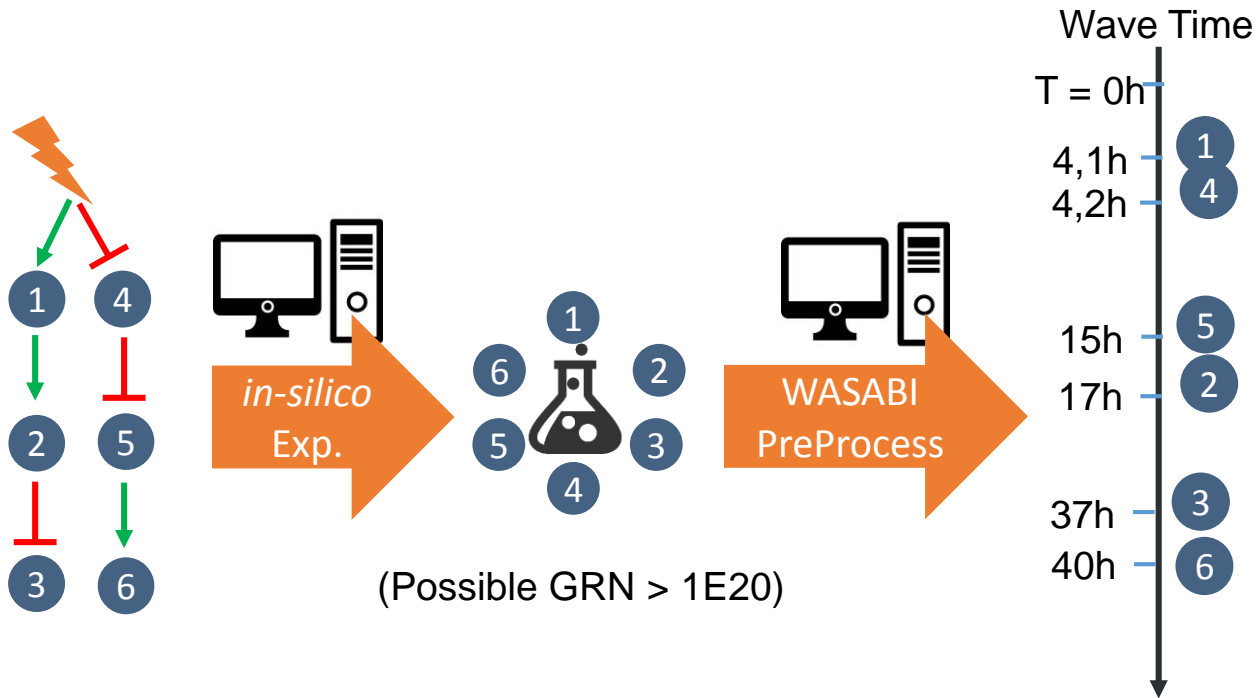 Wave Time
T = 0h
4,1h
1
4,2h
4
15h
5
17h
2
37h
3
40h
6
1
4
2
5
3
6
in-silico
Exp.
1
6
2
5
3
4
(Possible GRN > 1E20)
WASABI
PreProcess